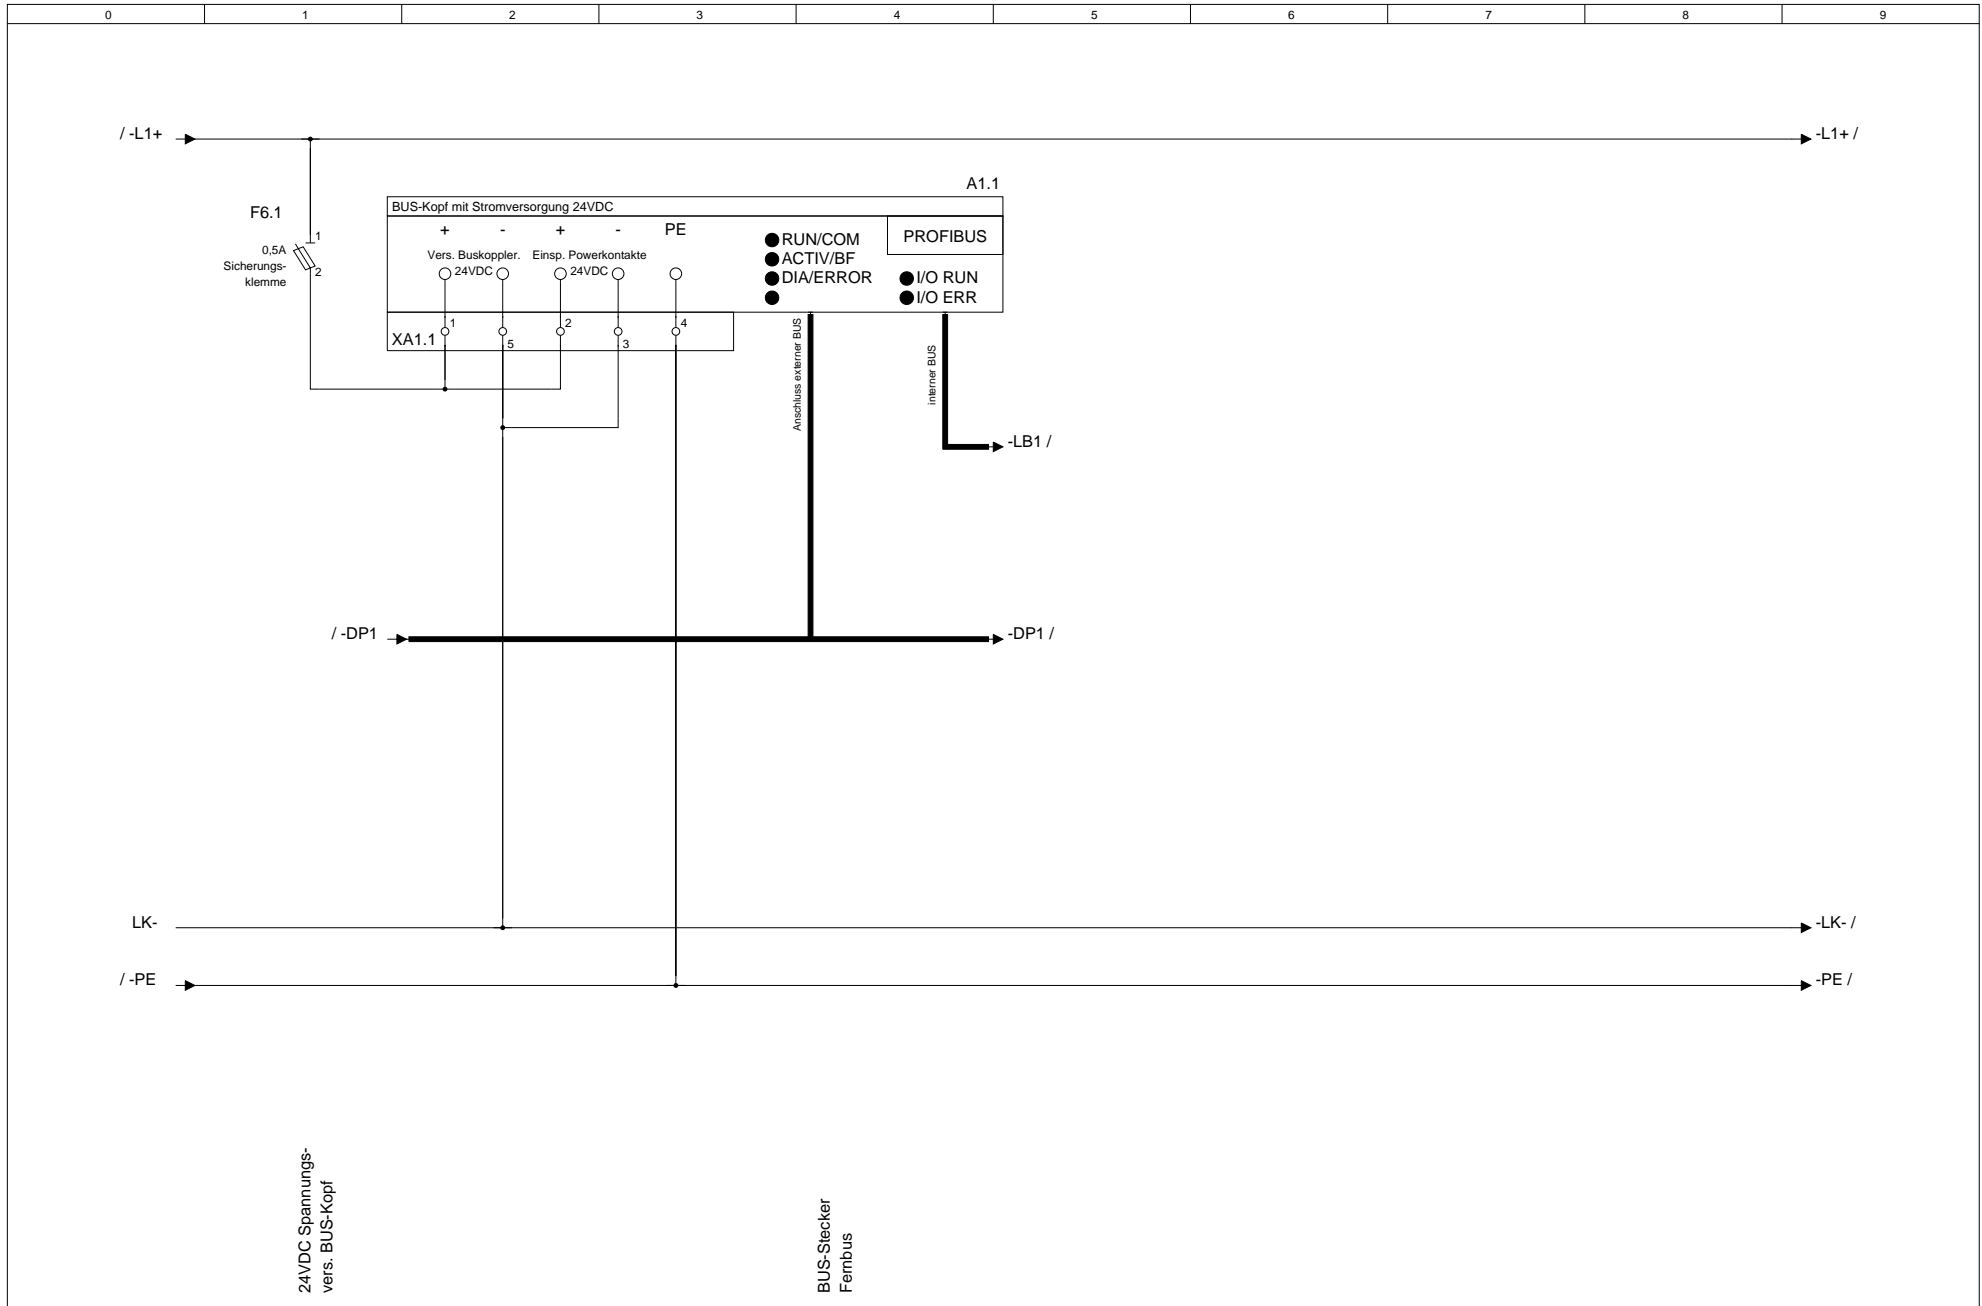 0 1 2 3 4 5 6 7 8 9
/ -L1+
-L1+ /
A1.1
F6.1
1
0,5A
Sicherungs-
klemme
2
BUS-Kopf mit Stromversorgung 24VDC
+ - + - PE
Vers. Buskoppler. Einsp. Powerkontakte
24VDC 24VDC
RUN/COM
ACTIV/BF
DIA/ERROR
PROFIBUS
I/O RUN
I/O ERR
XA1.1
1 5 2 3 4
Anschluss externer BUS
interner BUS
-LB1 /
/ -DP1
-DP1 /
LK-
-LK- /
/ -PE
-PE /
24VDC Spannungs-
vers. BUS-Kopf
BUS-Stecker
Fernbus